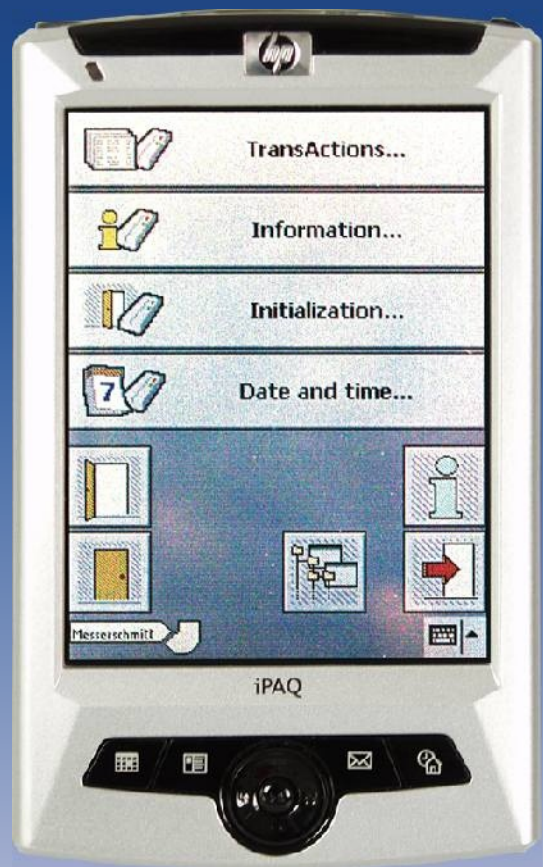 hp
TransActions...
Information...
Initialization...
7
Date and time...
Messerschmitt
iPAQ